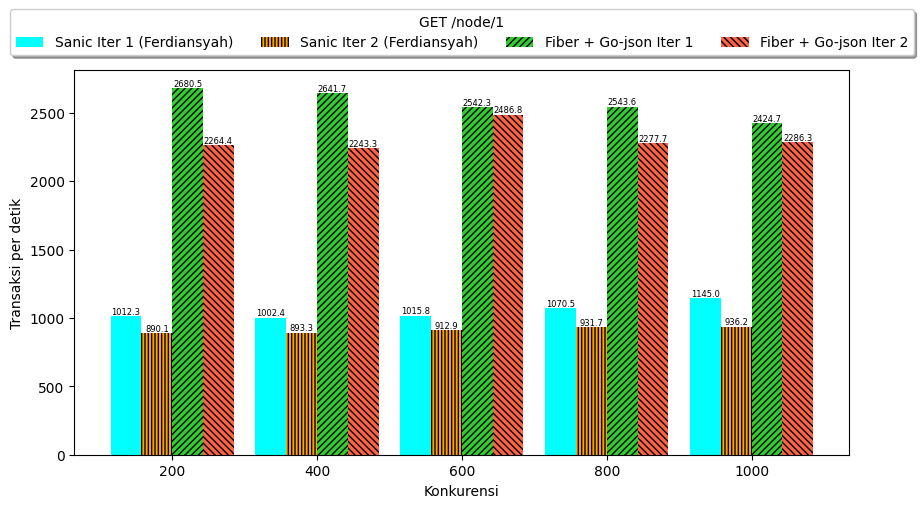 GET /node/1
Sanic Iter 1 (Ferdiansyah) Sanic Iter 2 (Ferdiansyah) Fiber + Go-json Iter 1 Fiber + Go-json Iter 2
Transaksi per detik
2500
2000
1500
1000
500
0
1012.3 890.1 2680.5 2264.4
1002.4 893.3 2641.7 2243.3
1015.8 912.9 2542.3 2486.8
1070.5 931.7 2543.6 2277.7
1145.0 936.2 2424.7 2286.3
200 400 600 800 1000
Konkurensi